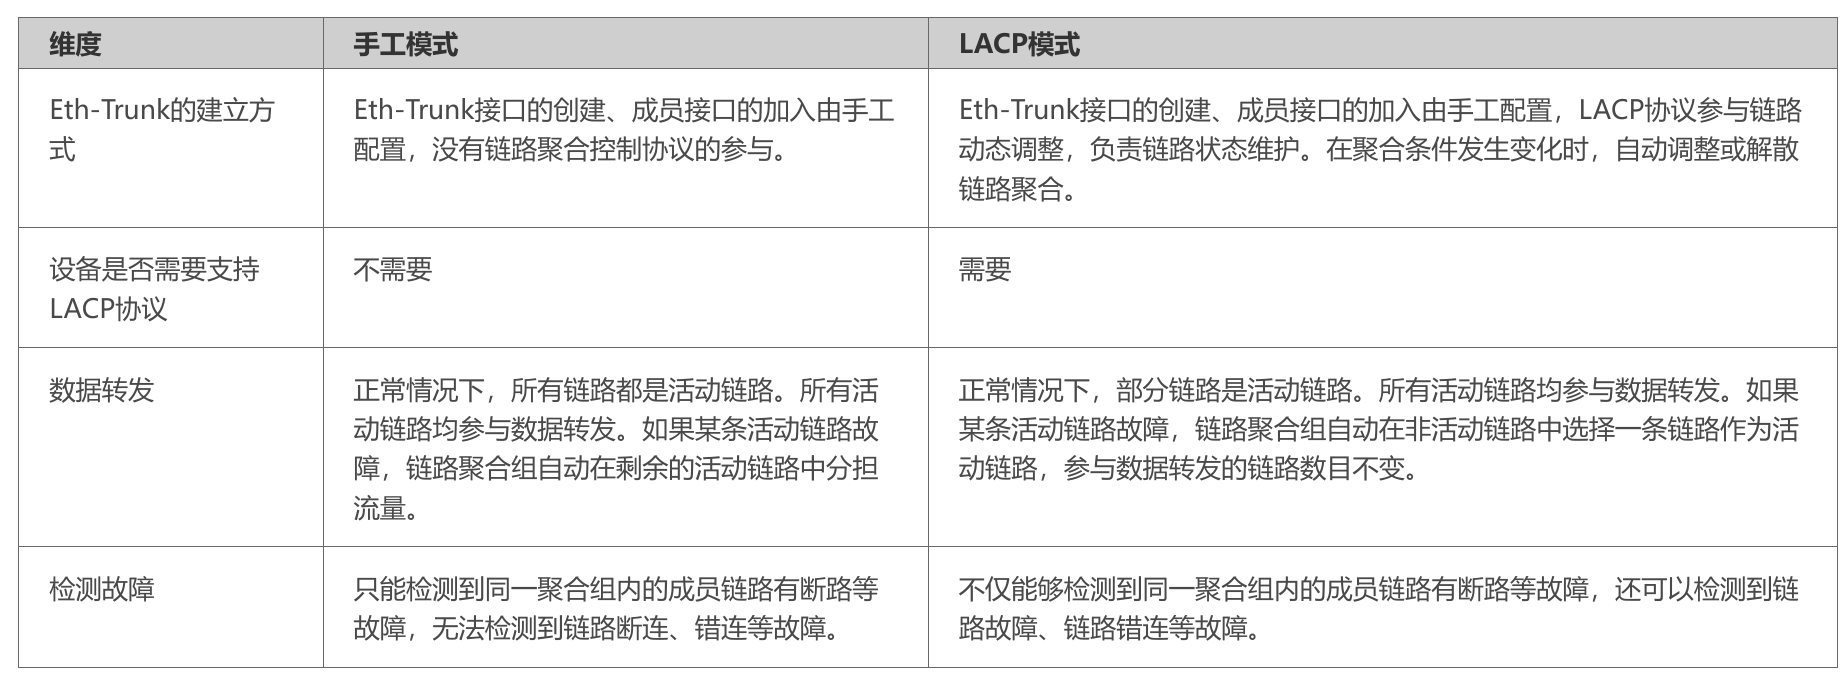 维度
手工模式
LACP模式
Eth-Trunk的建立方
式
Eth-Trunk接口的创建、成员接口的加入由手工
配置，没有链路聚合控制协议的参与。
Eth-Trunk接口的创建、成员接口的加入由手工配置，LACP协议参与链路
动态调整，负责链路状态维护。在聚合条件发生变化时，自动调整或解散
链路聚合。
设备是否需要支持
LACP协议
不需要
需要
数据转发
正常情况下，所有链路都是活动链路。所有活
动链路均参与数据转发。如果某条活动链路故
障，链路聚合组自动在剩余的活动链路中分担
流量。
正常情况下，部分链路是活动链路。所有活动链路均参与数据转发。如果
某条活动链路故障，链路聚合组自动在非活动链路中选择一条链路作为活
动链路，参与数据转发的链路数目不变。
检测故障
只能检测到同一聚合组内的成员链路有断路等
故障，无法检测到链路断连、错连等故障。
不仅能够检测到同一聚合组内的成员链路有断路等故障，还可以检测到链
路故障、链路错连等故障。